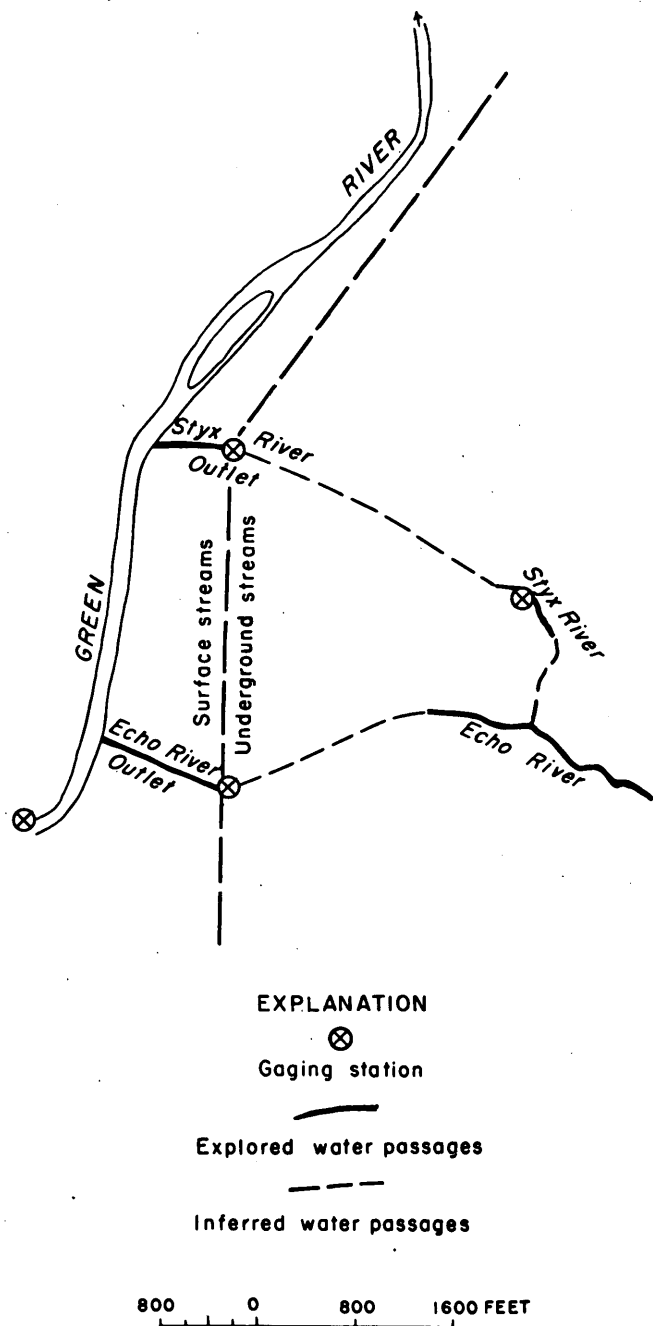 RIVER
Styx River
Outlet
GREEN
Surface streams
Underground streams
Styx River
Echo River
Outlet
Echo River
EXPLANATION
Gaging station
Explored water passages
Inferred water passages
800 0 800 1600 FEET